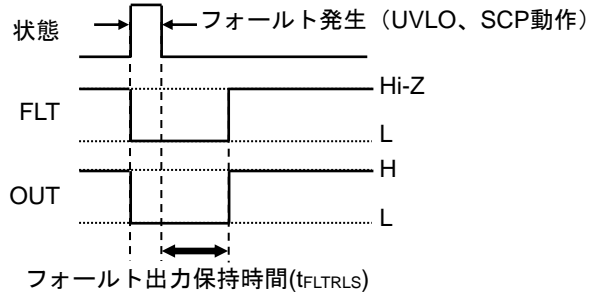 状態
フォールト発生（UVLO、SCP動作）
Hi-Z
FLT
L
H
OUT
L
フォールト出力保持時間(tFLTRLS)